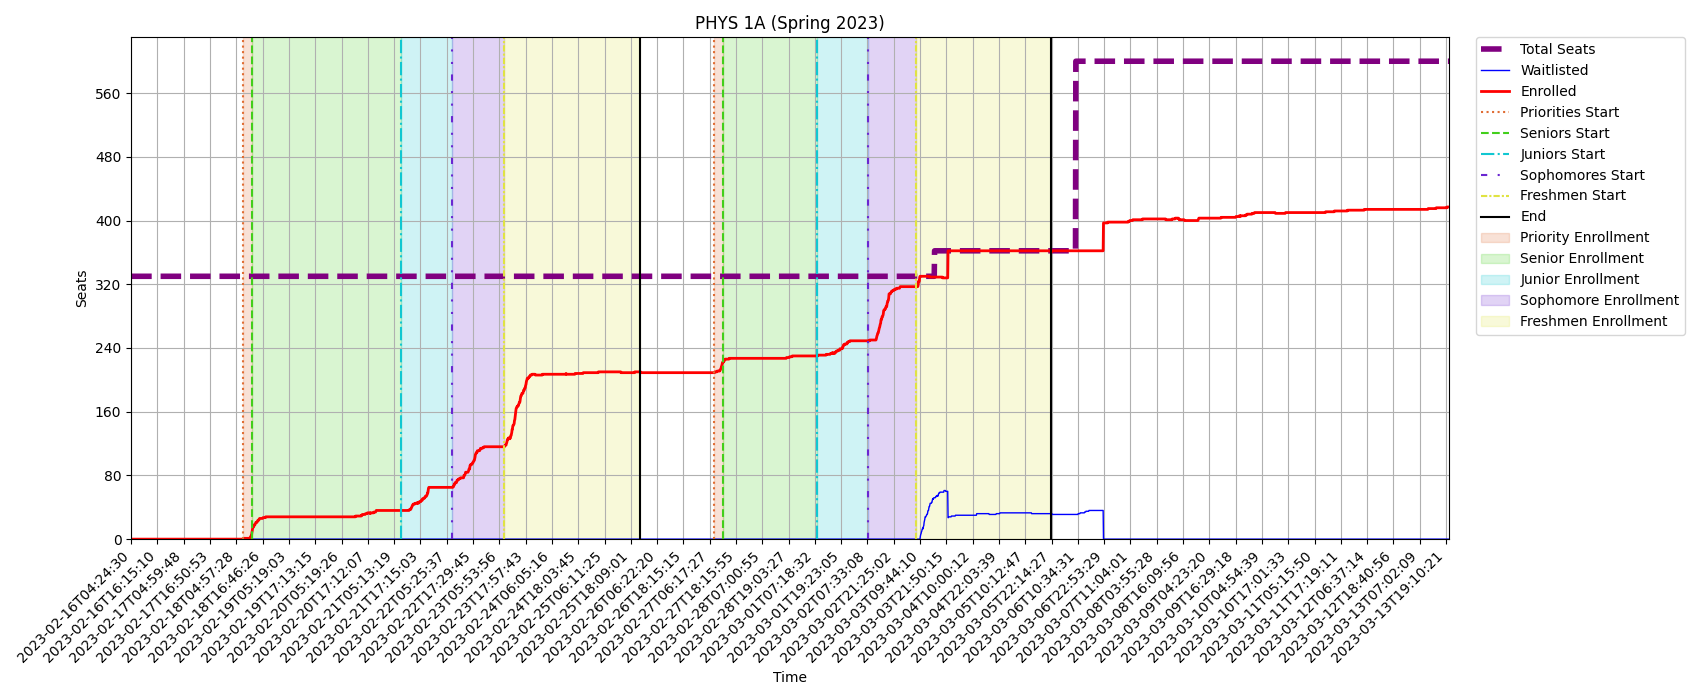 PHYS 1A (Spring 2023)
Seats
560
480
400
320
240
160
80
0
2023-02-16T04:24:30
2023-02-16T16:15:10
2023-02-17T04:59:48
2023-02-17T16:50:53
2023-02-18T04:57:28
2023-02-18T16:46:26
2023-02-19T05:19:03
2023-02-19T17:13:15
2023-02-20T05:19:26
2023-02-20T17:12:07
2023-02-21T05:13:19
2023-02-21T17:15:03
2023-02-22T05:25:37
2023-02-22T17:29:45
2023-02-23T05:53:56
2023-02-23T17:57:43
2023-02-24T06:05:16
2023-02-24T18:03:45
2023-02-25T06:11:25
2023-02-25T18:09:01
2023-02-26T06:22:20
2023-02-26T18:15:15
2023-02-27T06:17:27
2023-02-27T18:15:55
2023-02-28T07:00:55
2023-02-28T19:03:27
2023-03-01T07:18:32
2023-03-01T19:23:05
2023-03-02T07:33:08
2023-03-02T21:25:02
2023-03-03T09:44:10
2023-03-03T21:50:15
2023-03-04T10:00:12
2023-03-04T22:03:39
2023-03-05T10:12:47
2023-03-05T22:14:27
2023-03-06T10:34:31
2023-03-06T22:53:29
2023-03-07T11:04:01
2023-03-08T03:55:28
2023-03-08T16:09:56
2023-03-09T04:23:20
2023-03-09T16:29:18
2023-03-10T04:54:39
2023-03-10T17:01:33
2023-03-11T05:15:50
2023-03-11T17:19:11
2023-03-12T06:37:14
2023-03-12T18:40:56
2023-03-13T07:02:09
2023-03-13T19:10:21
Time
Total Seats
Waitlisted
Enrolled
Priorities Start
Seniors Start
Juniors Start
Sophomores Start
Freshmen Start
End
Priority Enrollment
Senior Enrollment
Junior Enrollment
Sophomore Enrollment
Freshmen Enrollment